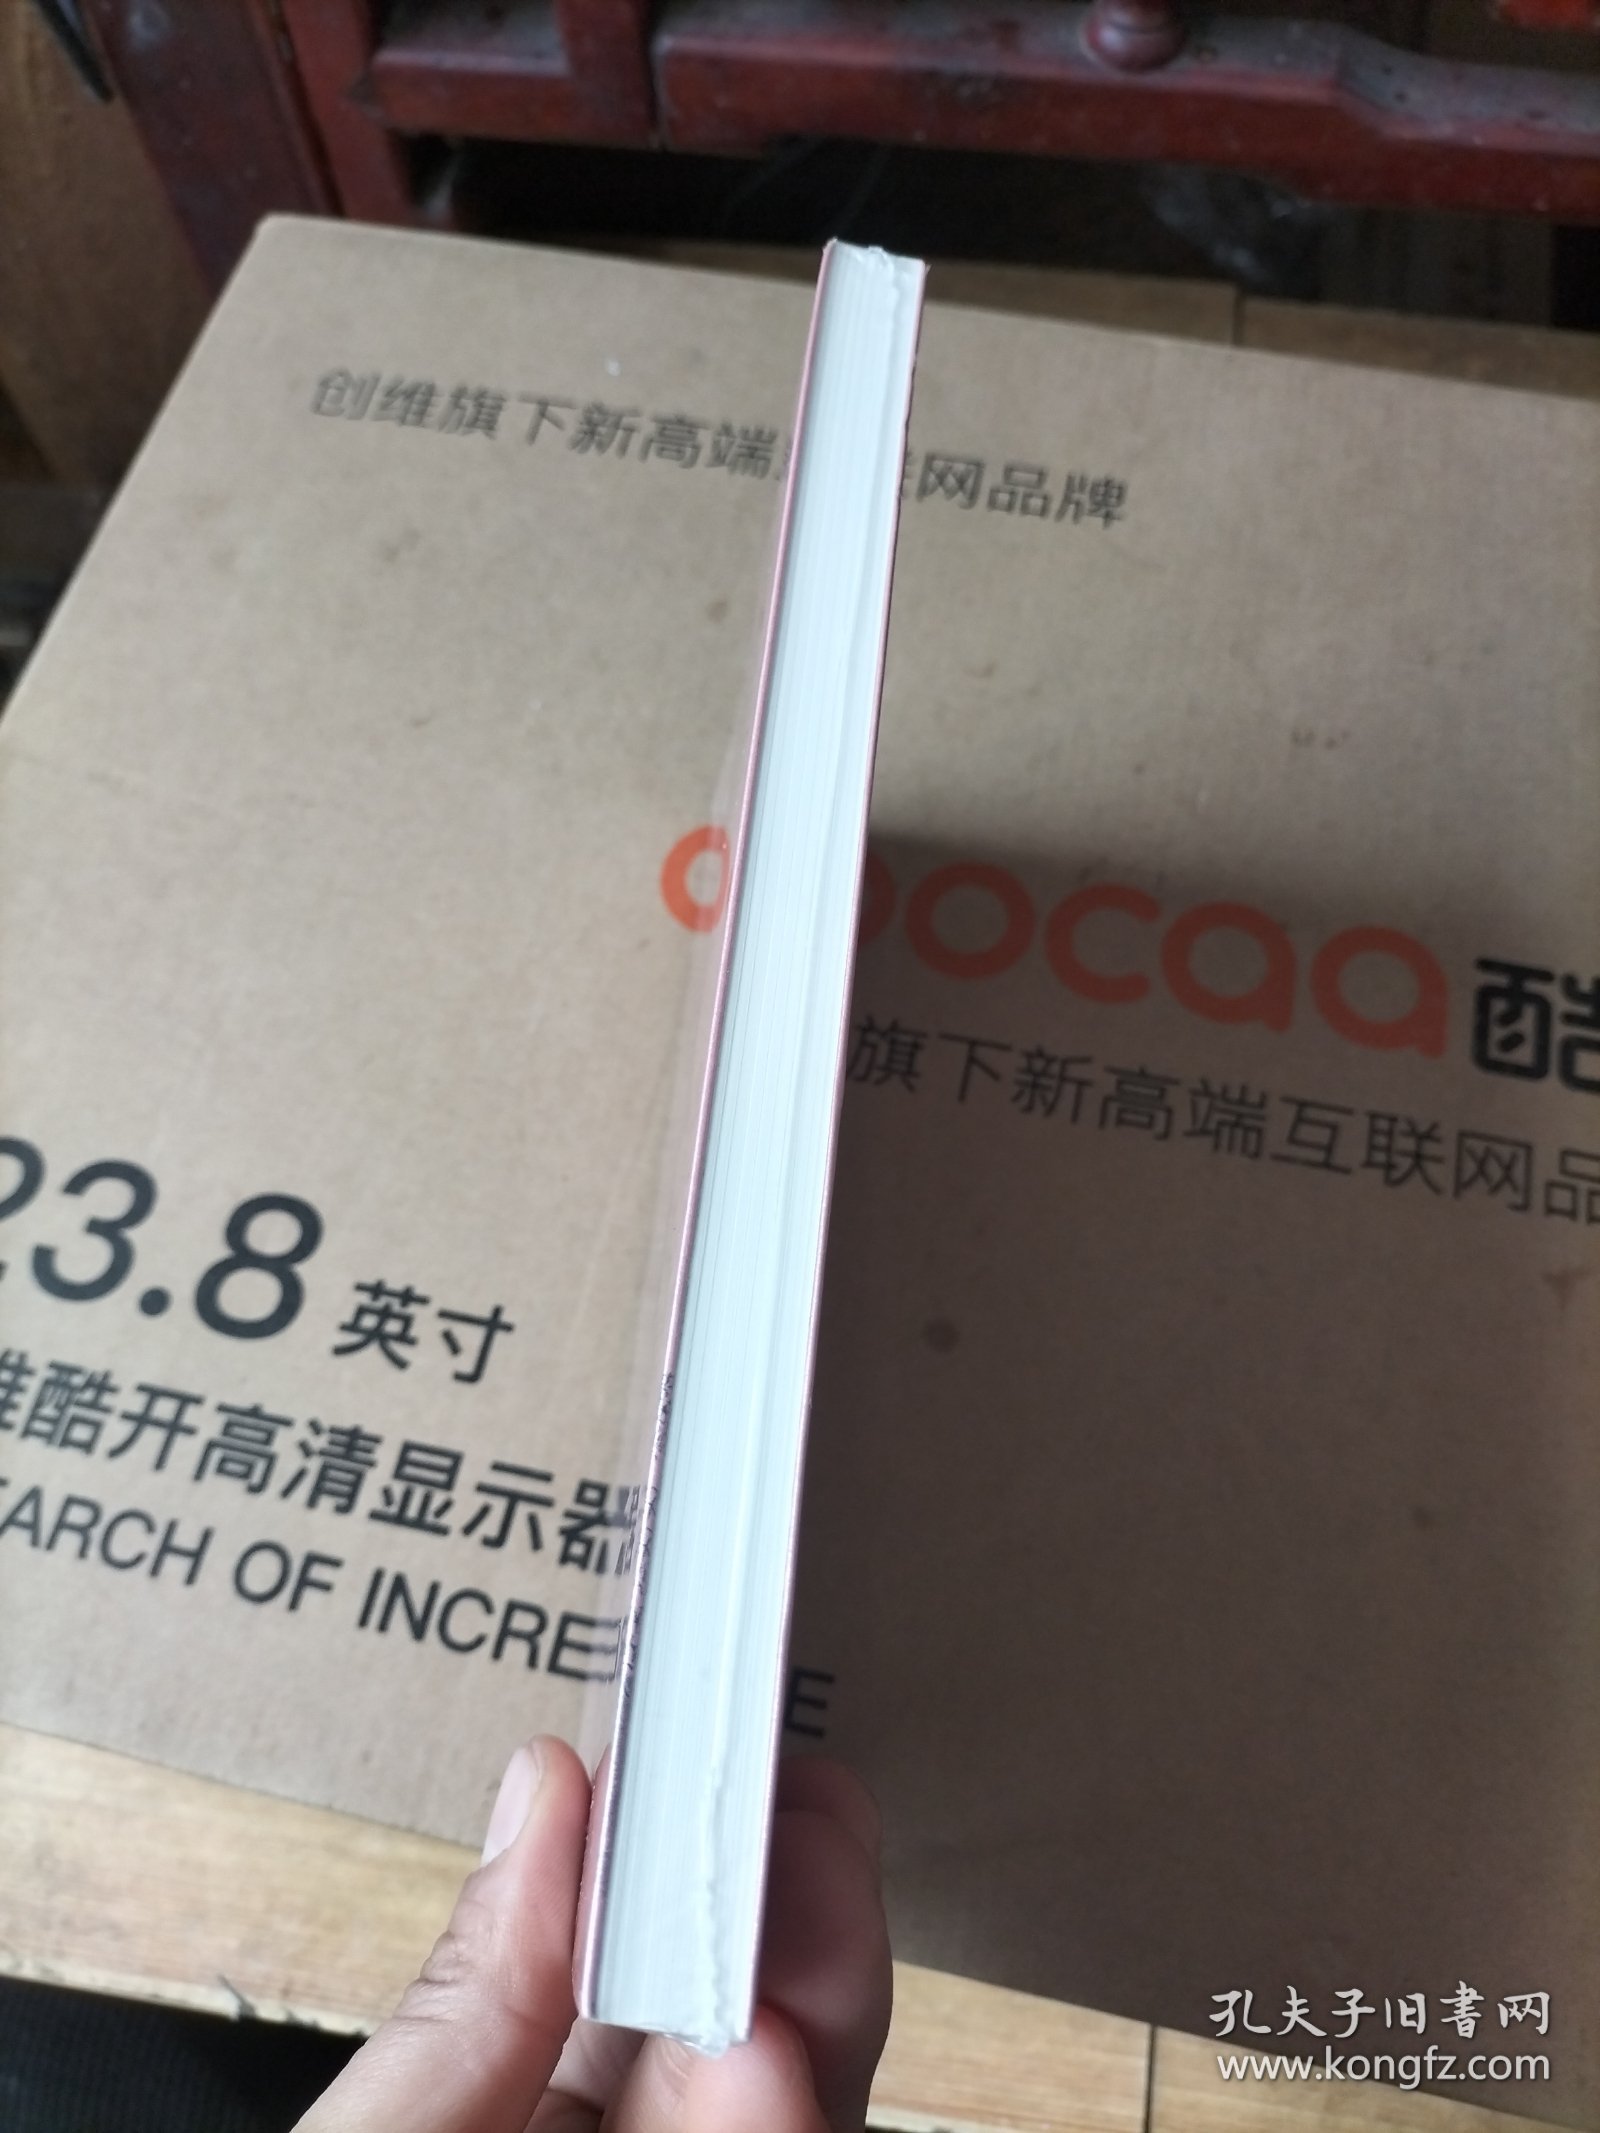 创维旗下新高端 网品牌
coocaa 酷
旗下新高端互联网品
23.8 英寸
维酷开高清显示器
EARCH OF INCRE E
孔夫子旧书网
www.kongfz.com